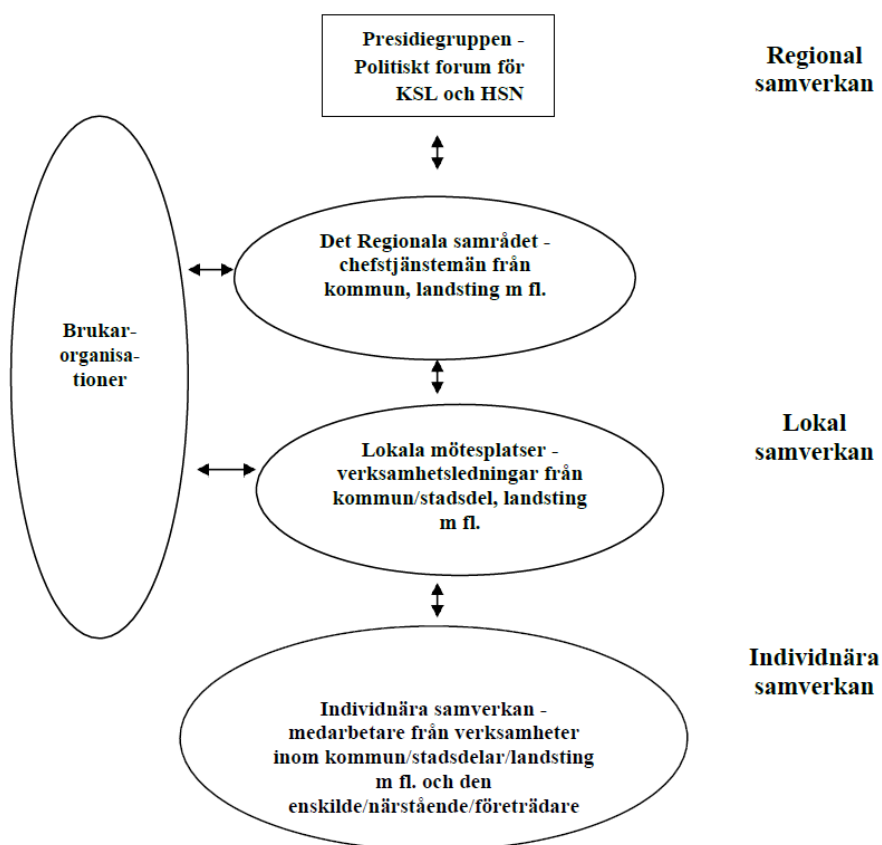 Presidiegruppen -
Politiskt forum för
KSL och HSN
Regional
samverkan
Det Regionala samrådet -
chefstjänstemän från
kommun, landsting m fl.
Brukar-
organisa-
tioner
Lokala mötesplatser -
verksamhetsledningar från
kommun/stadsdel, landsting
m fl.
Lokal
samverkan
Individnära samverkan -
medarbetare från verksamheter
inom kommun/stadsdelar/landsting
m fl. och den
enskilde/närstående/företrädare
Individnära
samverkan